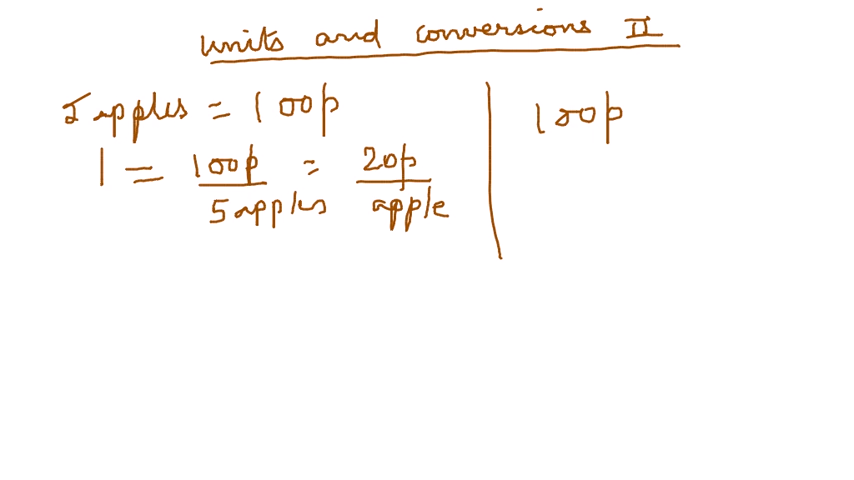 units and conversions II
5 apples = 100p
1 = 100p / 5 apples = 20p / apple
100p